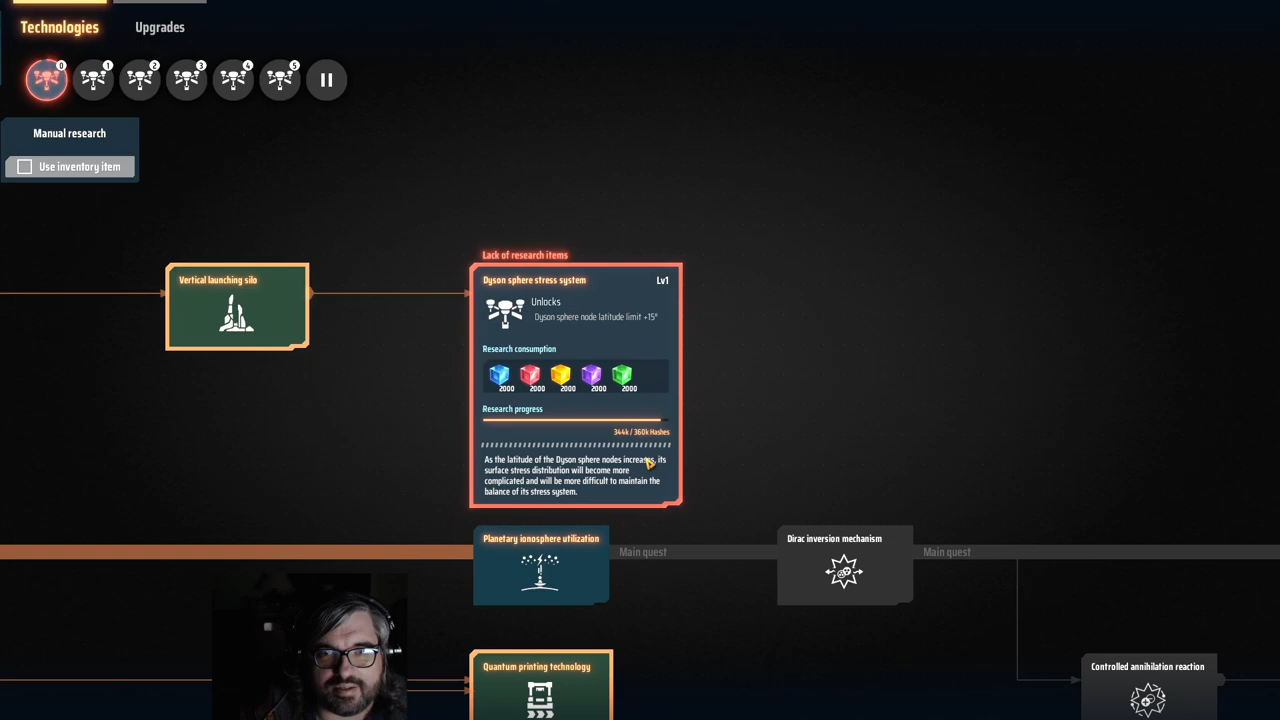 Technologies
Upgrades
0
1
2
3
4
5
Manual research
Use inventory item
Vertical launching silo
Lack of research items
Dyson sphere stress system
Lv1
Unlocks
Dyson sphere node latitude limit +15°
Research consumption
2000
2000
2000
2000
2000
Research progress
344k / 360k Hashes
As the latitude of the Dyson sphere nodes increases, its
surface stress distribution will become more
complicated and will be more difficult to maintain the
balance of its stress system.
Planetary ionosphere utilization
Main quest
Dirac inversion mechanism
Main quest
Quantum printing technology
Controlled annihilation reaction